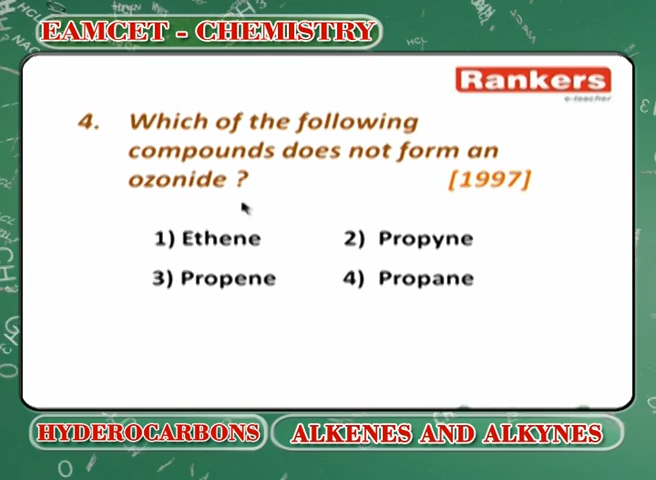 EAMCET - CHEMISTRY
Rankers
e-teacher
4. Which of the following
compounds does not form an
ozonide ? [1997]
1) Ethene 2) Propyne
3) Propene 4) Propane
HYDEROCARBONS ALKENES AND ALKYNES